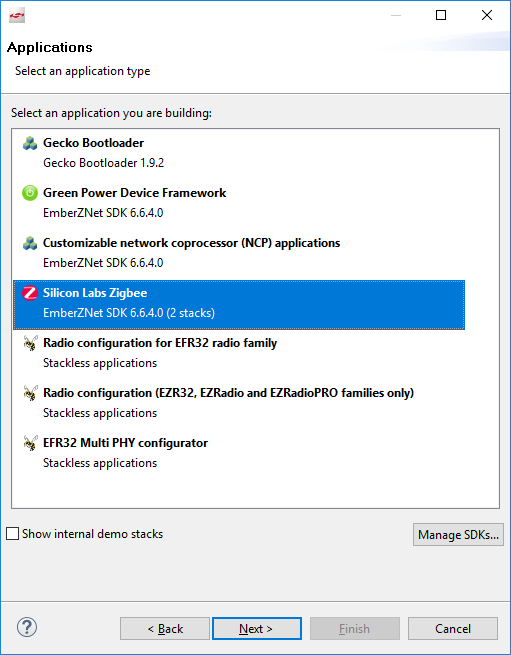 Applications
Select an application type
Select an application you are building:
Gecko Bootloader
Gecko Bootloader 1.9.2
Green Power Device Framework
EmberZNet SDK 6.6.4.0
Customizable network coprocessor (NCP) applications
EmberZNet SDK 6.6.4.0
Silicon Labs Zigbee
EmberZNet SDK 6.6.4.0 (2 stacks)
Radio configuration for EFR32 radio family
Stackless applications
Radio configuration (EZR32, EZRadio and EZRadioPRO families only)
Stackless applications
EFR32 Multi PHY configurator
Stackless applications
Show internal demo stacks
Manage SDKs...
? < Back Next > Finish Cancel